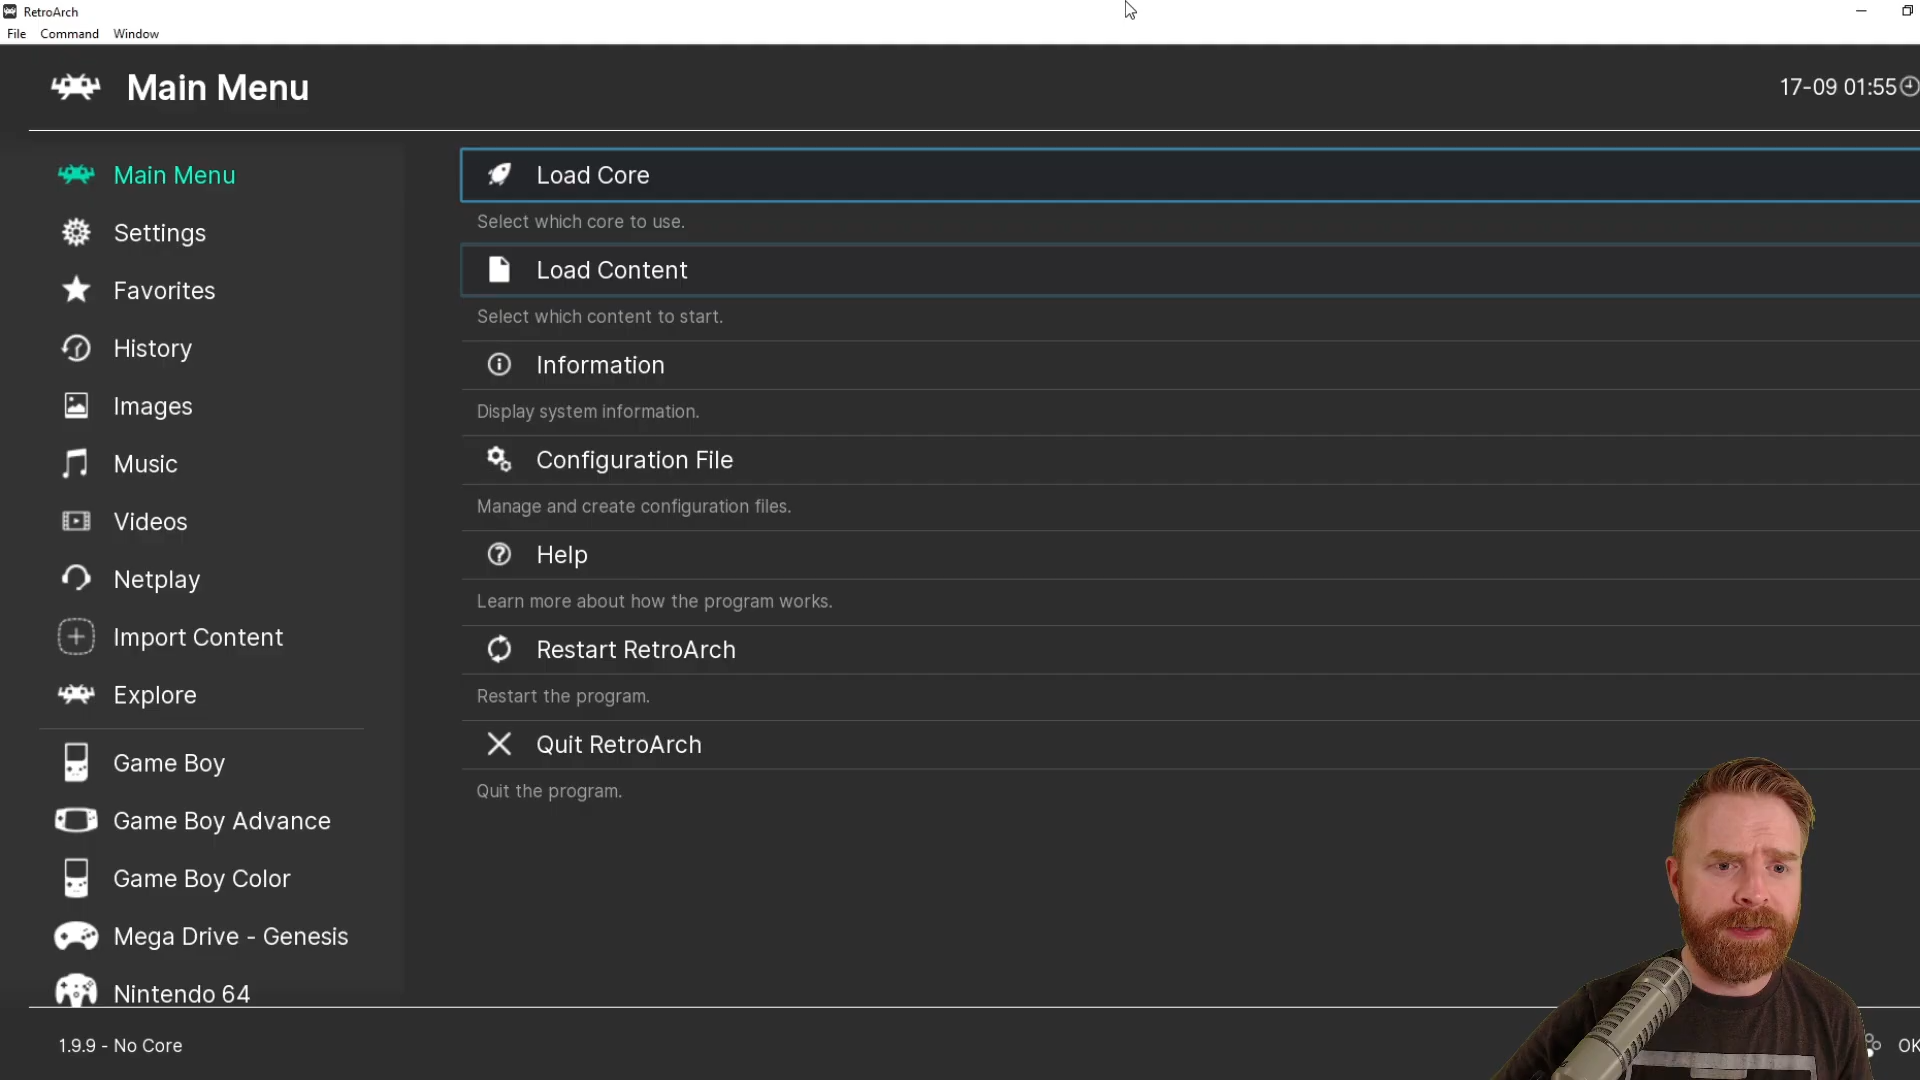 RetroArch
File Command Window
Main Menu
17-09 01:55
Main Menu
Settings
Favorites
History
Images
Music
Videos
Netplay
Import Content
Explore
Game Boy
Game Boy Advance
Game Boy Color
Mega Drive - Genesis
Nintendo 64
Load Core
Select which core to use.
Load Content
Select which content to start.
Information
Display system information.
Configuration File
Manage and create configuration files.
Help
Learn more about how the program works.
Restart RetroArch
Restart the program.
Quit RetroArch
Quit the program.
1.9.9 - No Core
OK